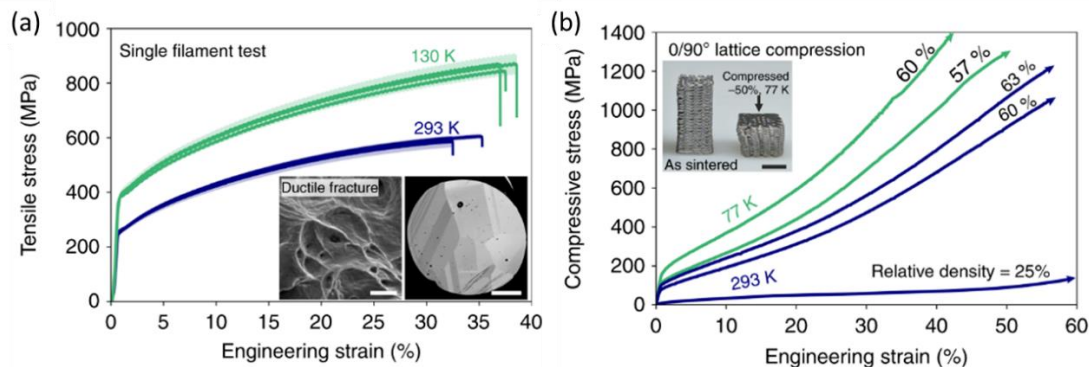 (a)
1000
800
600
400
200
0
Tensile stress (MPa)
Single filament test
130 K
293 K
Ductile fracture
0 5 10 15 20 25 30 35 40
Engineering strain (%)
(b)
1400
1200
1000
800
600
400
200
0
Compressive stress (MPa)
0/90° lattice compression
Compressed
–50%, 77 K
As sintered
60 %
57 %
63 %
60 %
77 K
293 K
Relative density = 25%
0 10 20 30 40 50 60
Engineering strain (%)